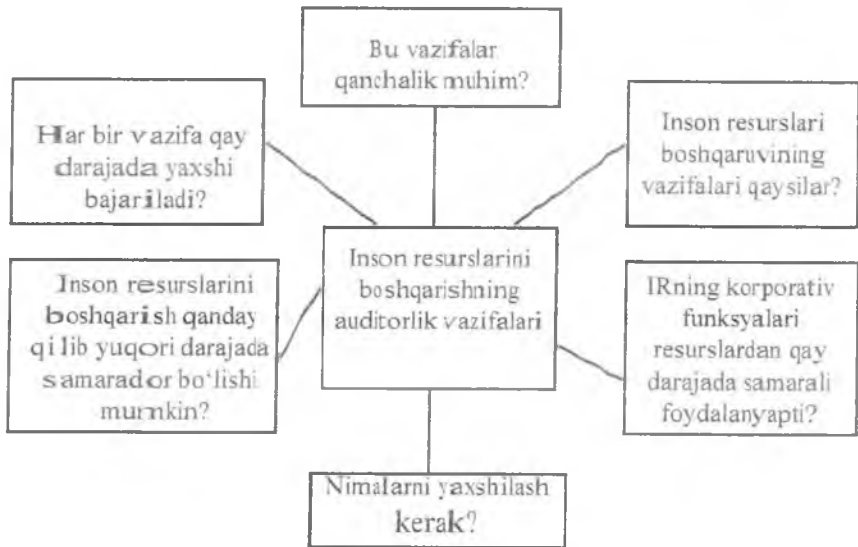 Bu vazifalar
qanchalik muhim?
Har bir vazifa qay
darajada yaxshi
bajariladi?
Inson resurslari
boshqaruvining
vazifalari qaysilar?
Inson resurslarini
boshqarishning
auditorlik vazifalari
Inson resurslarini
boshqarish qanday
qilib yuqori darajada
samarador bo‘lishi
mumkin?
IRning korporativ
funksyalari
resurslardan qay
darajada samarali
foydalanyapti?
Nimalarni yaxshilash
kerak?